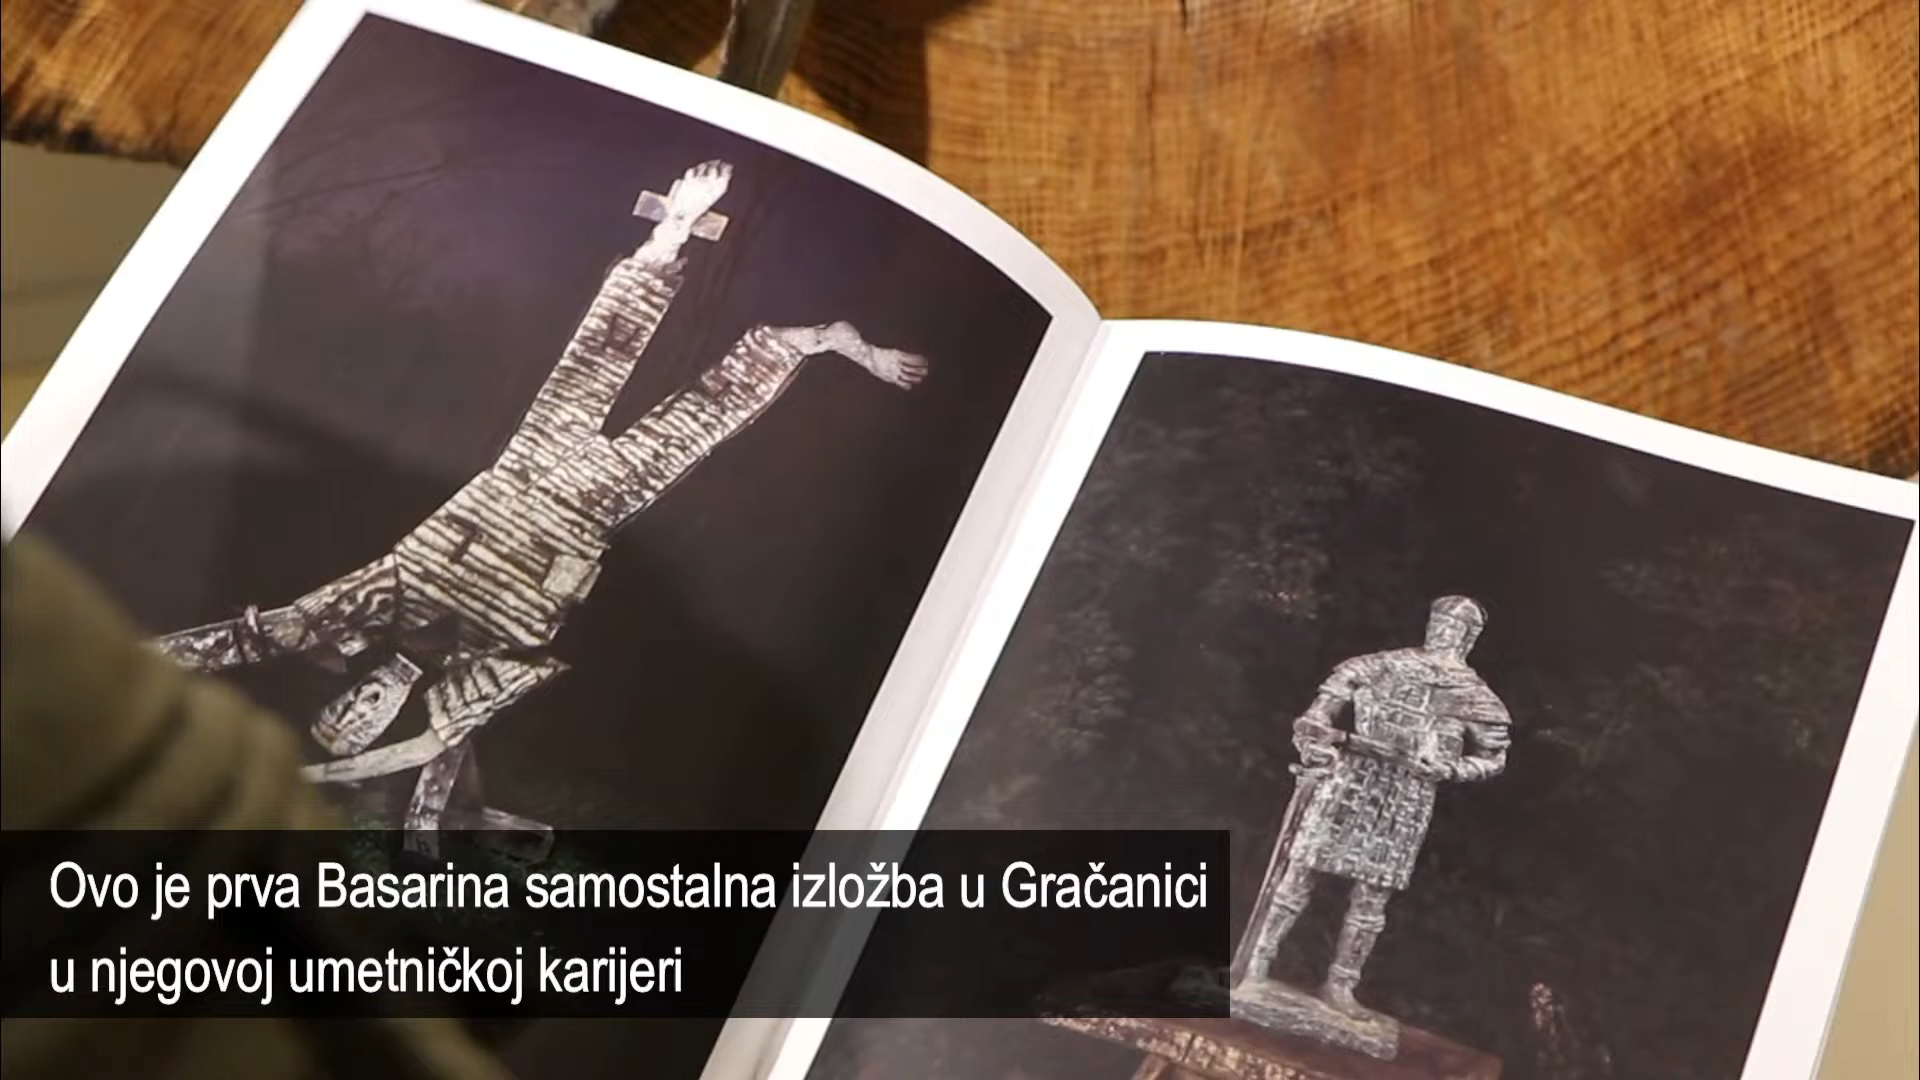 Ovo je prva Basarina samostalna izložba u Gračanici
u njegovoj umetničkoj karijeri